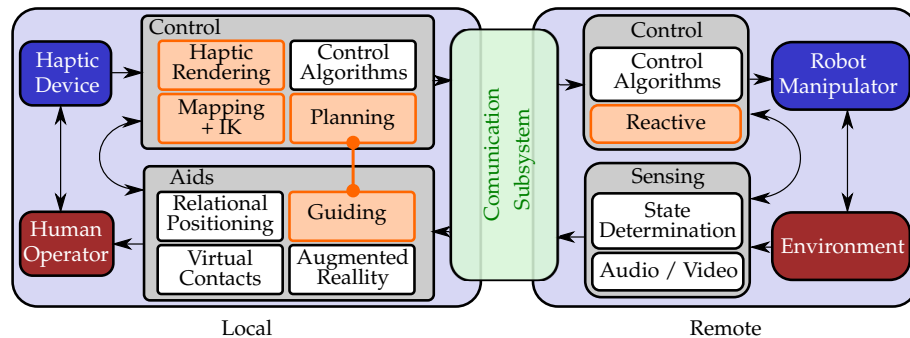 Control
Haptic
Device
Haptic
Rendering
Control
Algorithms
Mapping
+ IK
Planning
Aids
Relational
Positioning
Guiding
Human
Operator
Virtual
Contacts
Augmented
Reallity
Comunication
Subsystem
Control
Control
Algorithms
Reactive
Robot
Manipulator
Sensing
State
Determination
Audio / Video
Environment
Local
Remote